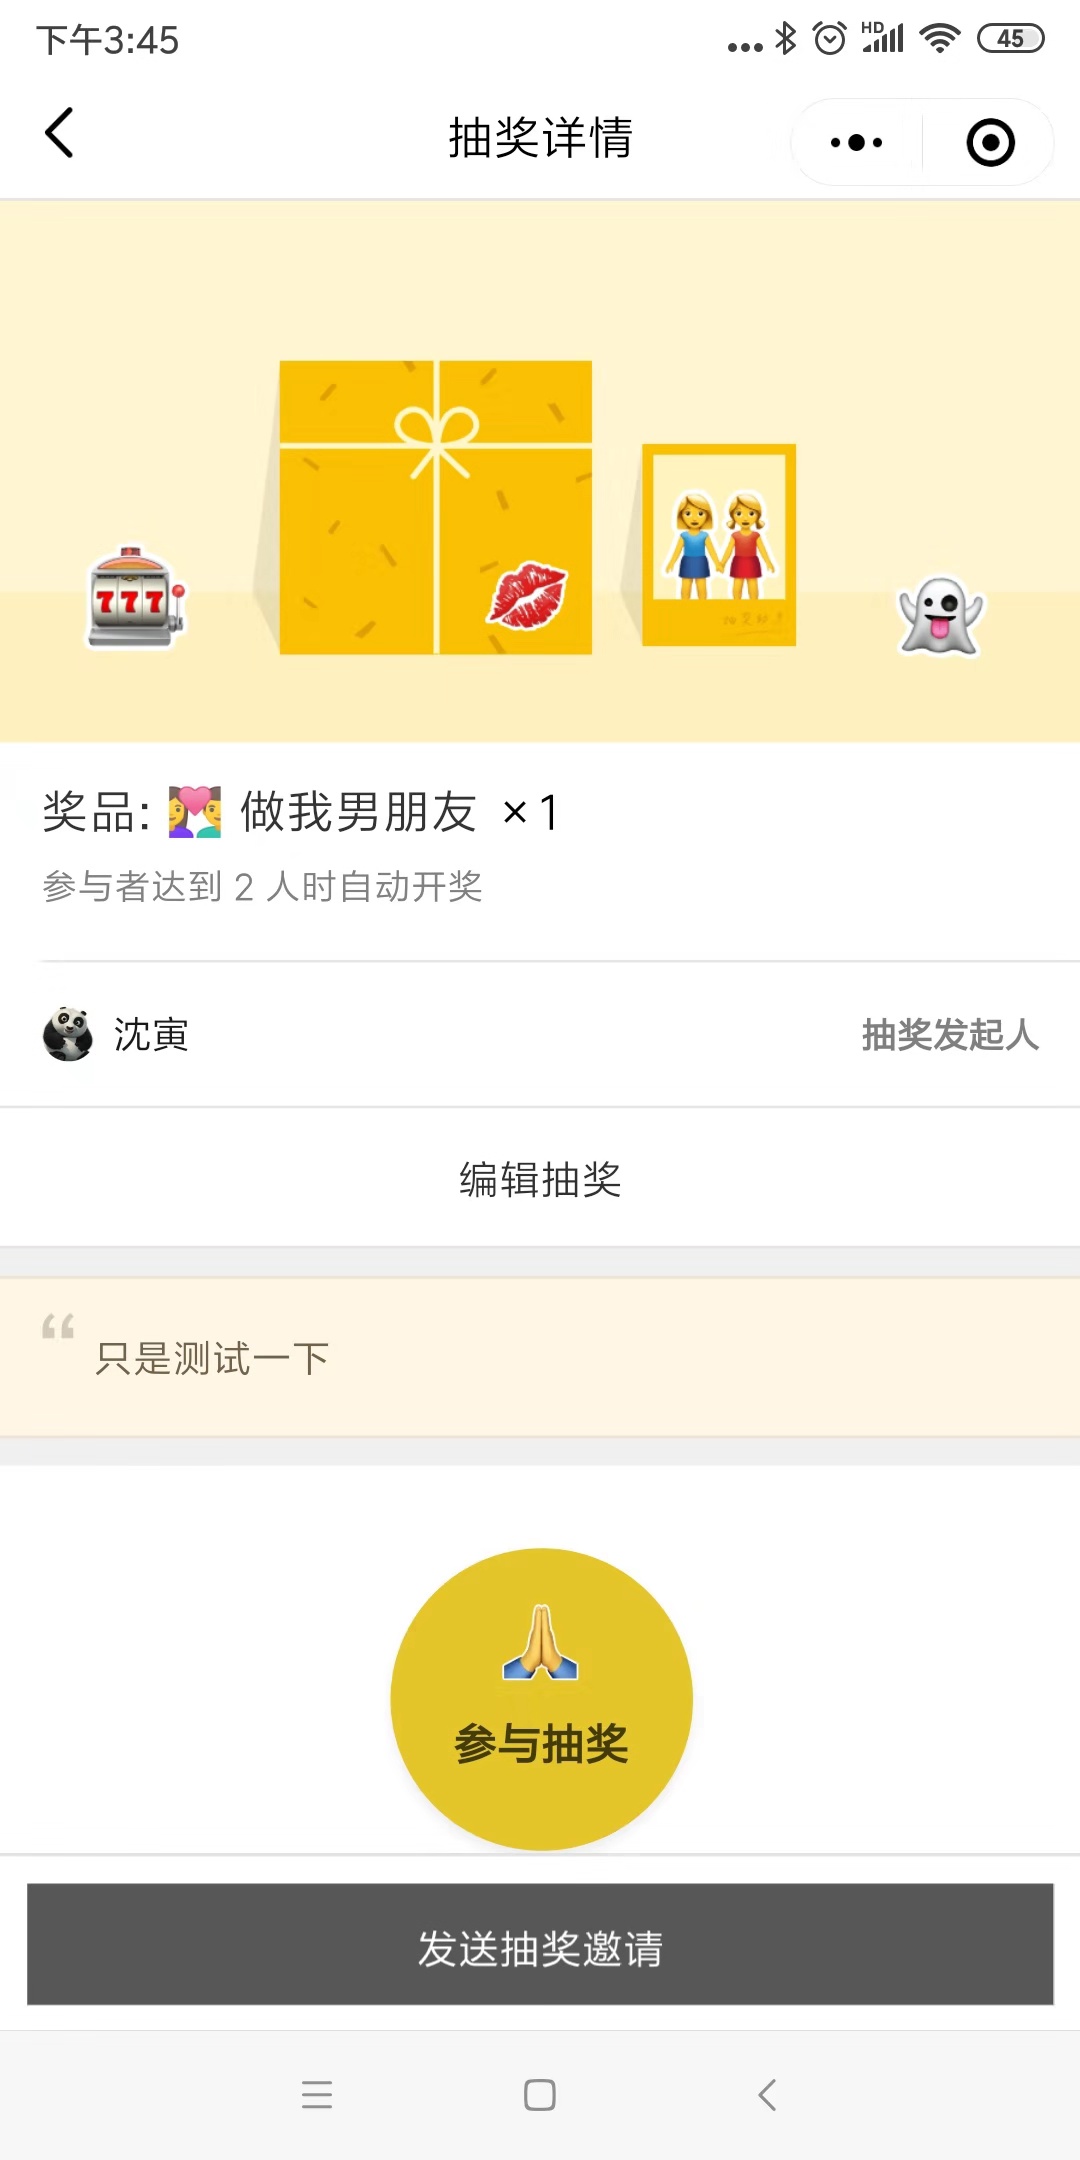 下午3:45
HD
45
抽奖详情
777
奖品: 做我男朋友 ×1
参与者达到 2 人时自动开奖
沈寅
抽奖发起人
编辑抽奖
“
只是测试一下
参与抽奖
发送抽奖邀请